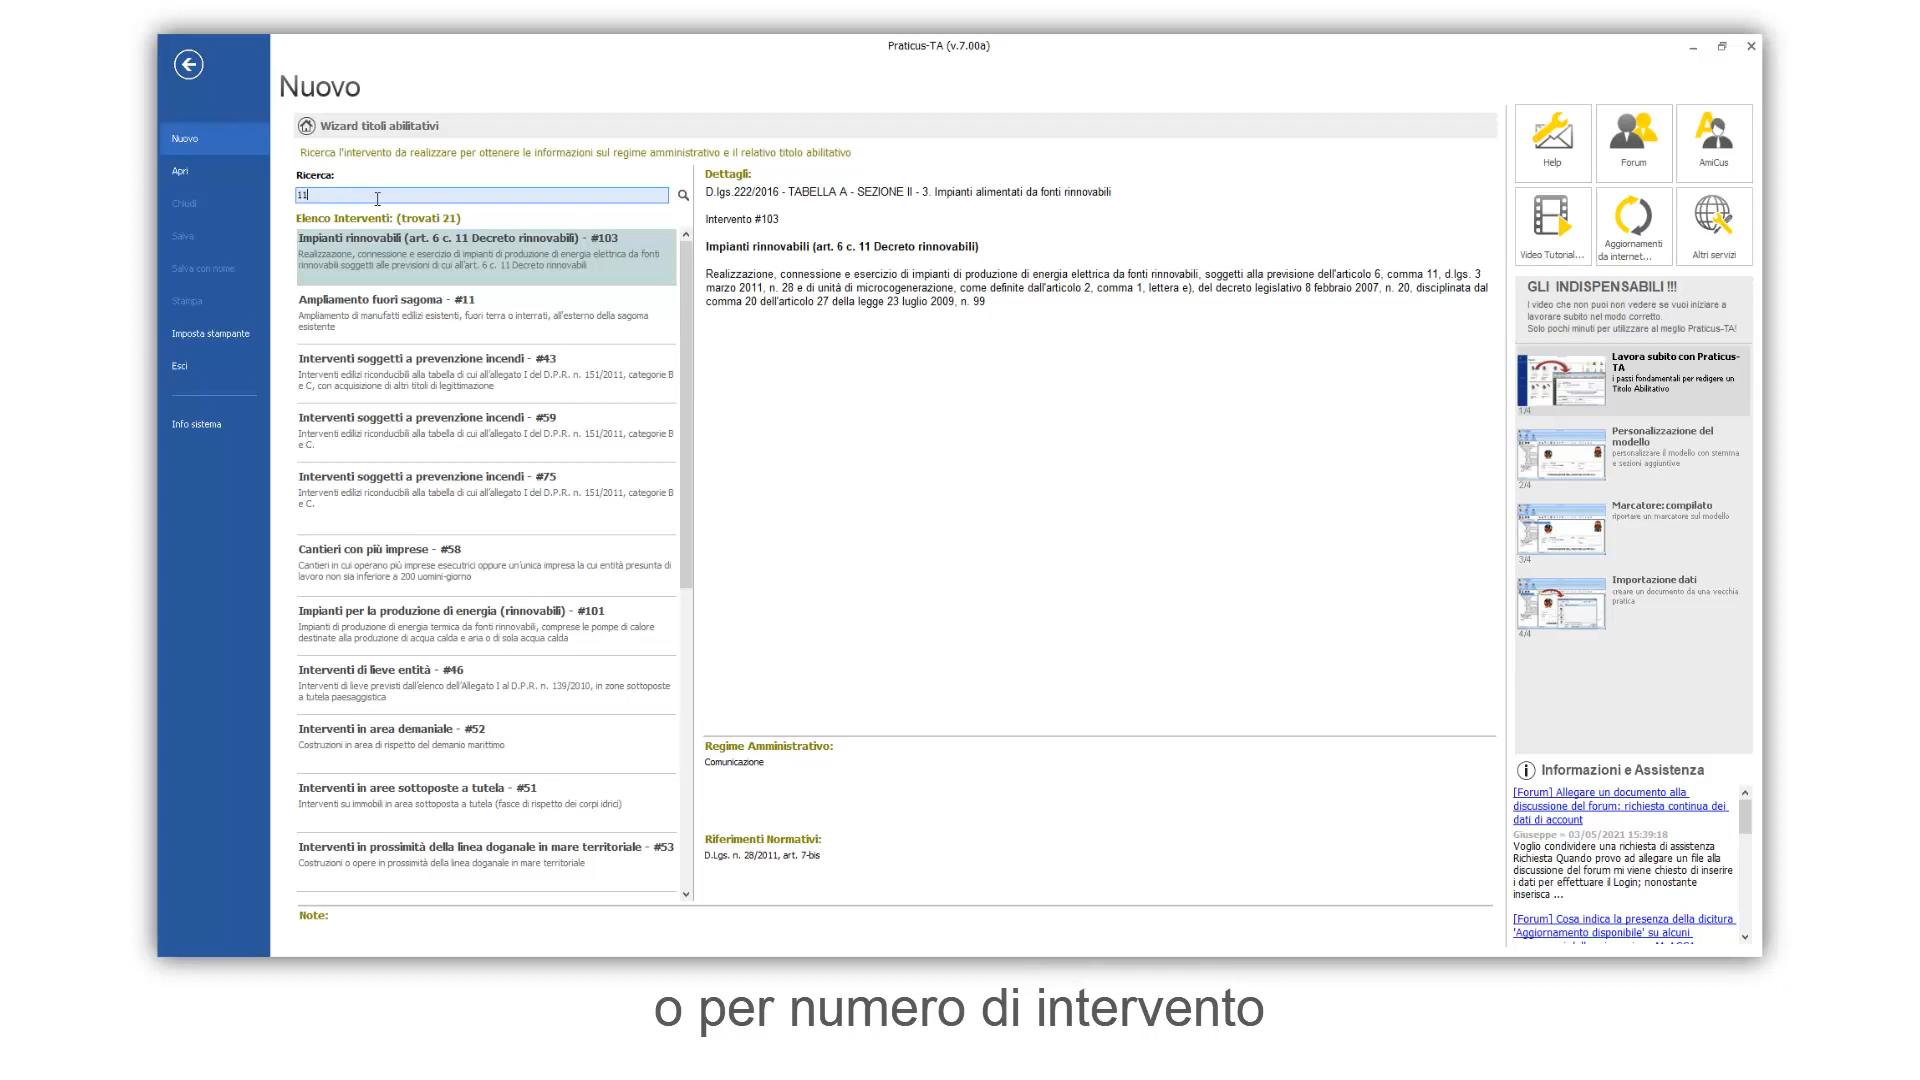 Praticus-TA (v.7.00a)
Nuovo
Nuovo
Apri
Chiudi
Salva
Salva con nome
Stampa
Imposta stampante
Esci
Info sistema
Wizard titoli abilitativi
Ricerca l'intervento da realizzare per ottenere le informazioni sul regime amministrativo e il relativo titolo abilitativo
Ricerca:
11
Elenco Interventi: (trovati 21)
Impianti rinnovabili (art. 6 c. 11 Decreto rinnovabili) - #103
Realizzazione, connessione e esercizio di impianti di produzione di energia elettrica da fonti
rinnovabili soggetti alle previsioni di cui all'art. 6 c. 11 Decreto rinnovabili
Ampliamento fuori sagoma - #11
Ampliamento di manufatti edilizi esistenti, fuori terra o interrati, all'esterno della sagoma
esistente
Interventi soggetti a prevenzione incendi - #43
Interventi edilizi riconducibili alla tabella di cui all'allegato I del D.P.R. n. 151/2011, categorie B
e C, con acquisizione di altri titoli di legittimazione
Interventi soggetti a prevenzione incendi - #59
Interventi edilizi riconducibili alla tabella di cui all'allegato I del D.P.R. n. 151/2011, categorie B
e C.
Interventi soggetti a prevenzione incendi - #75
Interventi edilizi riconducibili alla tabella di cui all'allegato I del D.P.R. n. 151/2011, categorie B
e C.
Cantieri con più imprese - #58
Cantieri in cui operano più imprese esecutrici oppure un'unica impresa la cui entità presunta di
lavoro non sia inferiore a 200 uomini-giorno
Impianti per la produzione di energia (rinnovabili) - #101
Impianti di produzione di energia termica da fonti rinnovabili, comprese le pompe di calore
destinate alla produzione di acqua calda e aria o di sola acqua calda
Interventi di lieve entità - #46
Interventi di lieve previsti dall'elenco dell'Allegato I al D.P.R. n. 139/2010, in zone sottoposte
a tutela paesaggistica
Interventi in area demaniale - #52
Costruzioni in area di rispetto del demanio marittimo
Interventi in aree sottoposte a tutela - #51
Interventi su immobili in area sottoposta a tutela (fasce di rispetto dei corpi idrici)
Interventi in prossimità della linea doganale in mare territoriale - #53
Costruzioni o opere in prossimità della linea doganale in mare territoriale
Note:
Dettagli:
D.lgs.222/2016 - TABELLA A - SEZIONE II - 3. Impianti alimentati da fonti rinnovabili
Intervento #103
Impianti rinnovabili (art. 6 c. 11 Decreto rinnovabili)
Realizzazione, connessione e esercizio di impianti di produzione di energia elettrica da fonti rinnovabili, soggetti alla previsione dell'articolo 6, comma 11, d.lgs. 3
marzo 2011, n. 28 e di unità di microcogenerazione, come definite dall'articolo 2, comma 1, lettera e), del decreto legislativo 8 febbraio 2007, n. 20, disciplinata dal
comma 20 dell'articolo 27 della legge 23 luglio 2009, n. 99
Regime Amministrativo:
Comunicazione
Riferimenti Normativi:
D.Lgs. n. 28/2011, art. 7-bis
Help
Forum
AmiCus
Video Tutorial...
Aggiornamenti
da internet...
Altri servizi
GLI INDISPENSABILI !!!
I video che non puoi non vedere se vuoi iniziare a
lavorare subito nel modo corretto.
Solo pochi minuti per utilizzare al meglio Praticus-TA!
Lavora subito con Praticus-
TA
i passi fondamentali per redigere un
Titolo Abilitativo
1/4
Personalizzazione del
modello
personalizzare il modello con stemma
e sezioni aggiuntive
2/4
Marcatore: compilato
riportare un marcatore sul modello
3/4
Importazione dati
creare un documento da una vecchia
pratica
4/4
Informazioni e Assistenza
[Forum] Allegare un documento alla
discussione del forum: richiesta continua dei
dati di account
Giuseppe » 03/05/2021 15:39:18
Voglio condividere una richiesta di assistenza
Richiesta Quando provo ad allegare un file alla
discussione del forum mi viene chiesto di inserire
i dati per effettuare il Login; nonostante
inserisca ...
[Forum] Cosa indica la presenza della dicitura
'Aggiornamento disponibile' su alcuni
o per numero di intervento